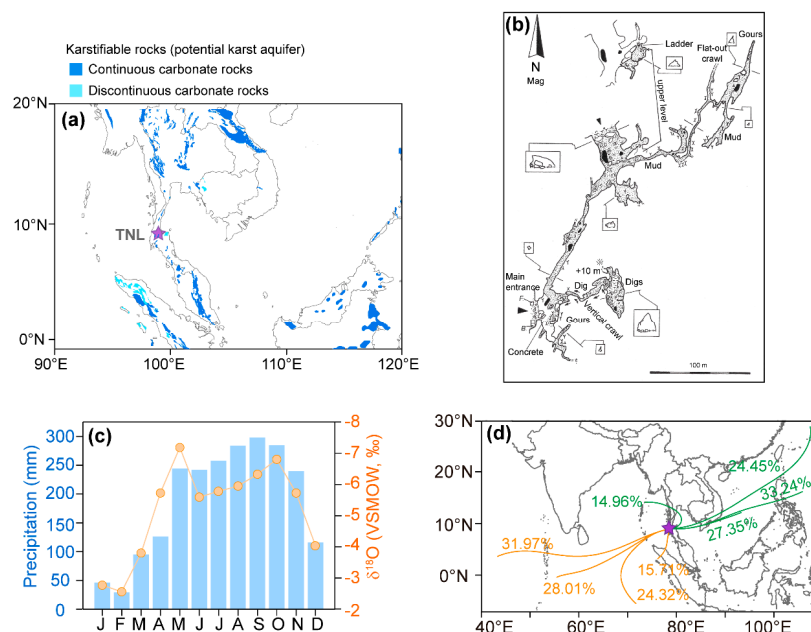 Karstifiable rocks (potential karst aquifer)
Continuous carbonate rocks
Discontinuous carbonate rocks
20°N
(a)
10°N
TNL
0°N
90°E
100°E
110°E
120°E
(b)
N
Mag
Ladder
Flat-out
crawl
Gours
upper level
Mud
Mud
Main
entrance
+10 m
Dig
Digs
Vertical crawl
Gours
Concrete
100 m
(c)
Precipitation (mm)
300
250
200
150
100
50
0
J F M A M J J A S O N D
-8
-7
-6
-5
-4
-3
-2
δ¹⁸O (VSMOW, ‰)
(d)
30°N
20°N
10°N
0°N
24.45%
33.24%
14.96%
27.35%
31.97%
15.71%
28.01%
24.32%
40°E
60°E
80°E
100°E